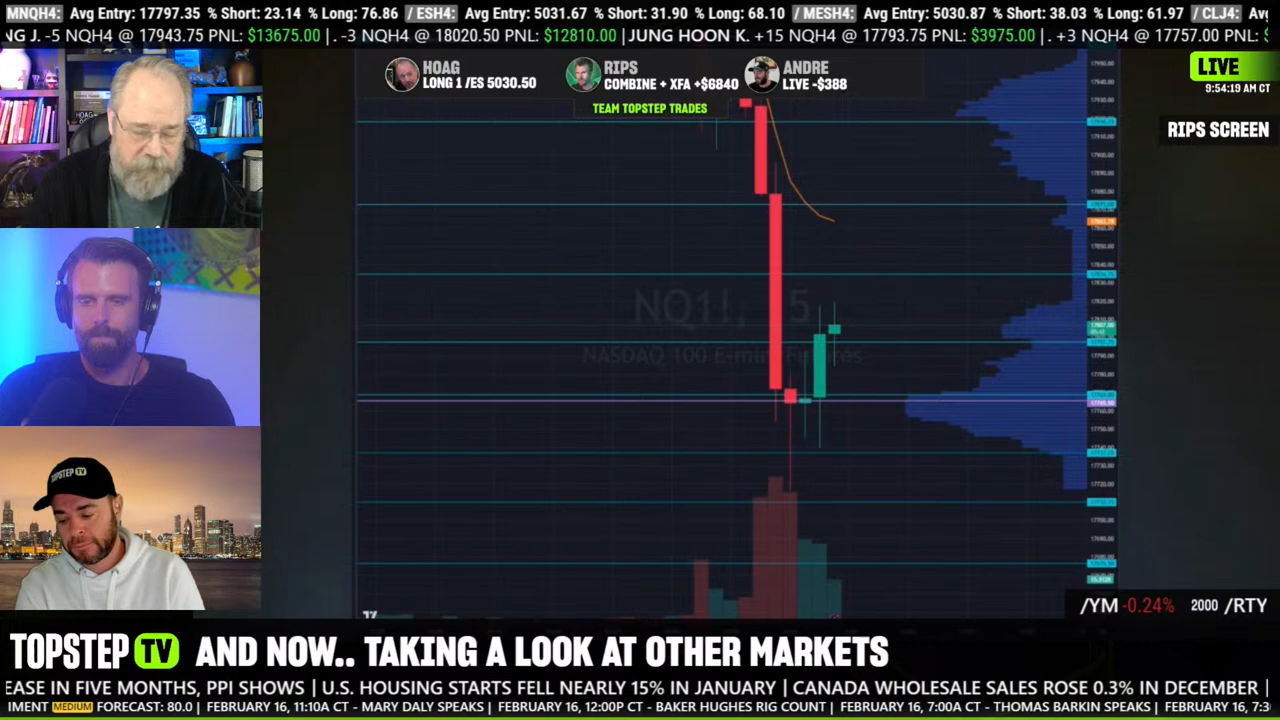 MNQH4: Avg Entry: 17797.35 % Short: 23.14 % Long: 76.86 / ESH4: Avg Entry: 5031.67 % Short: 31.90 % Long: 68.10 / MESH4: Avg Entry: 5030.87 % Short: 38.03 % Long: 61.97 / CLJ4:
NG J. -5 NQH4 @ 17943.75 PNL: $13675.00 |. -3 NQH4 @ 18020.50 PNL: $12810.00 | JUNG HOON K. +15 NQH4 @ 17793.75 PNL: $3975.00 |. +3 NQH4 @ 17757.00 PNL:
HOAG
LONG 1 /ES 5030.50
RIPS
COMBINE + XFA +$6840
ANDRE
LIVE -$388
TEAM TOPSTEP TRADES
LIVE
9:54:19 AM CT
RIPS SCREEN
NQ1!, 5
NASDAQ 100 E-mini Futures
TOPSTEP TV
/YM -0.24% 2000 /RTY
TOPSTEP TV AND NOW.. TAKING A LOOK AT OTHER MARKETS
EASE IN FIVE MONTHS, PPI SHOWS | U.S. HOUSING STARTS FELL NEARLY 15% IN JANUARY | CANADA WHOLESALE SALES ROSE 0.3% IN DECEMBER |
IMENT MEDIUM FORECAST: 80.0 | FEBRUARY 16, 11:10A CT - MARY DALY SPEAKS | FEBRUARY 16, 12:00P CT - BAKER HUGHES RIG COUNT | FEBRUARY 16, 7:00A CT - THOMAS BARKIN SPEAKS | FEBRUARY 16, 7:3